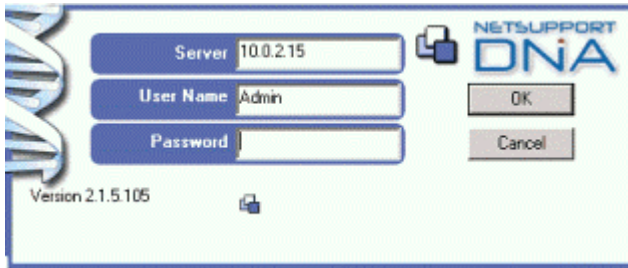 NETSUPPORT
DNA
Server 10.0.2.15
OK
User Name Admin
Password
Cancel
Version 2.1.5.105